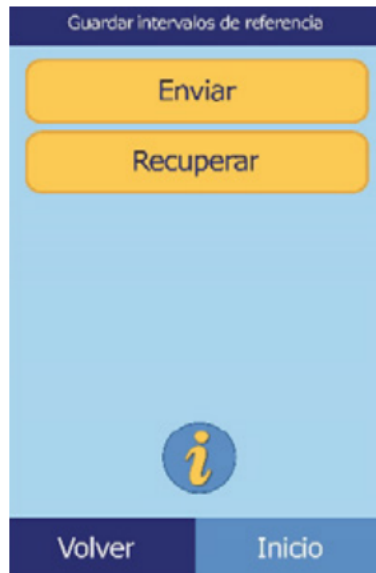 Guardar intervalos de referencia
Enviar
Recuperar
i
Volver Inicio